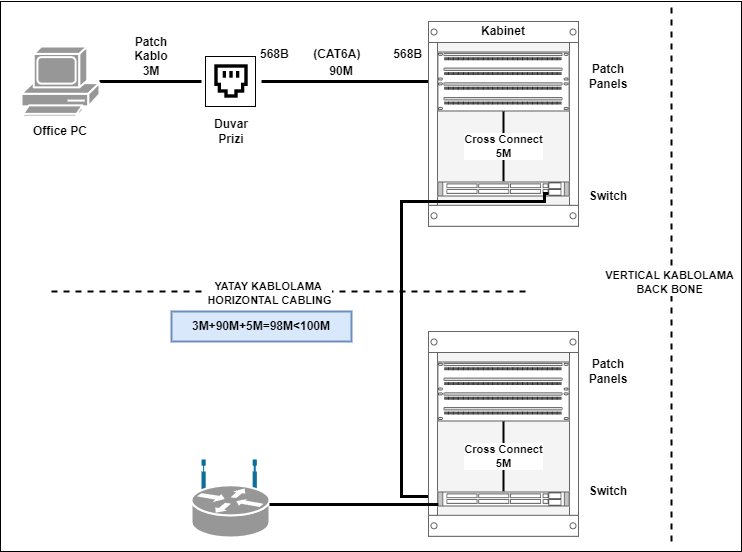 Kabinet
Patch
Kablo
3M
568B
(CAT6A)
90M
568B
Patch
Panels
Office PC
Duvar
Prizi
Cross Connect
5M
Switch
YATAY KABLOLAMA
HORIZONTAL CABLING
VERTICAL KABLOLAMA
BACK BONE
3M+90M+5M=98M<100M
Patch
Panels
Cross Connect
5M
Switch